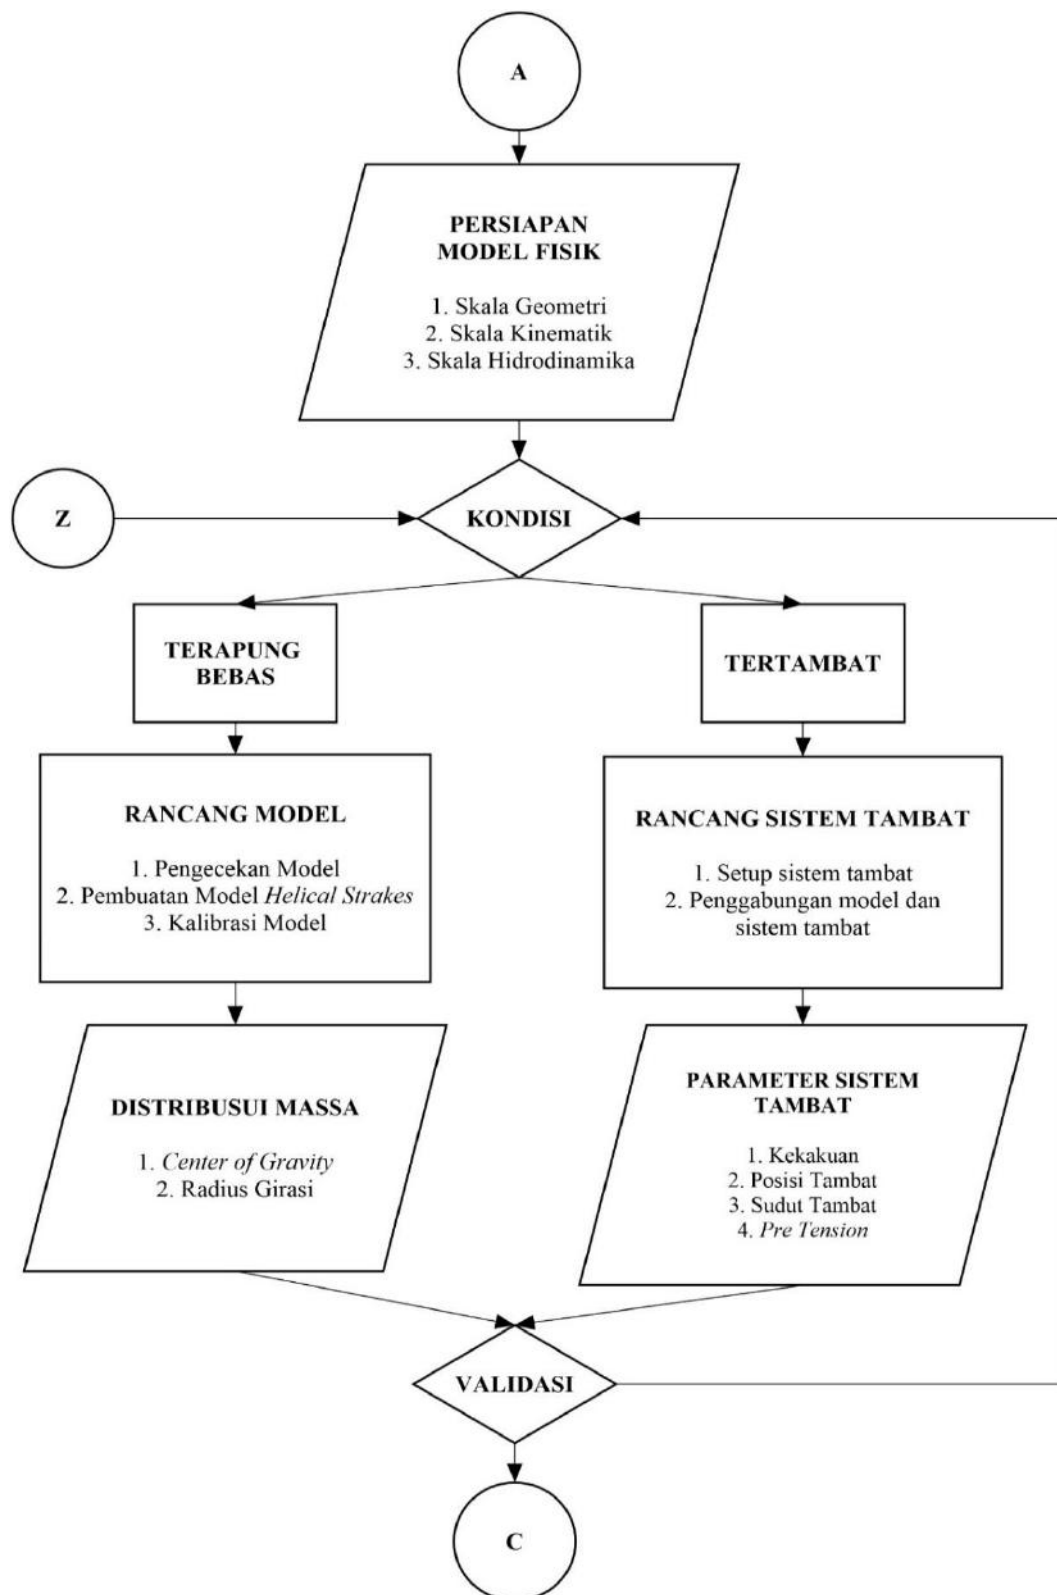 A
PERSIAPAN
MODEL FISIK
1. Skala Geometri
2. Skala Kinematik
3. Skala Hidrodinamika
Z
KONDISI
TERAPUNG
BEBAS
TERTAMBAT
RANCANG MODEL
1. Pengecekan Model
2. Pembuatan Model Helical Strakes
3. Kalibrasi Model
RANCANG SISTEM TAMBAT
1. Setup sistem tambat
2. Penggabungan model dan
sistem tambat
DISTRIBUSUI MASSA
1. Center of Gravity
2. Radius Girasi
PARAMETER SISTEM
TAMBAT
1. Kekakuan
2. Posisi Tambat
3. Sudut Tambat
4. Pre Tension
VALIDASI
C